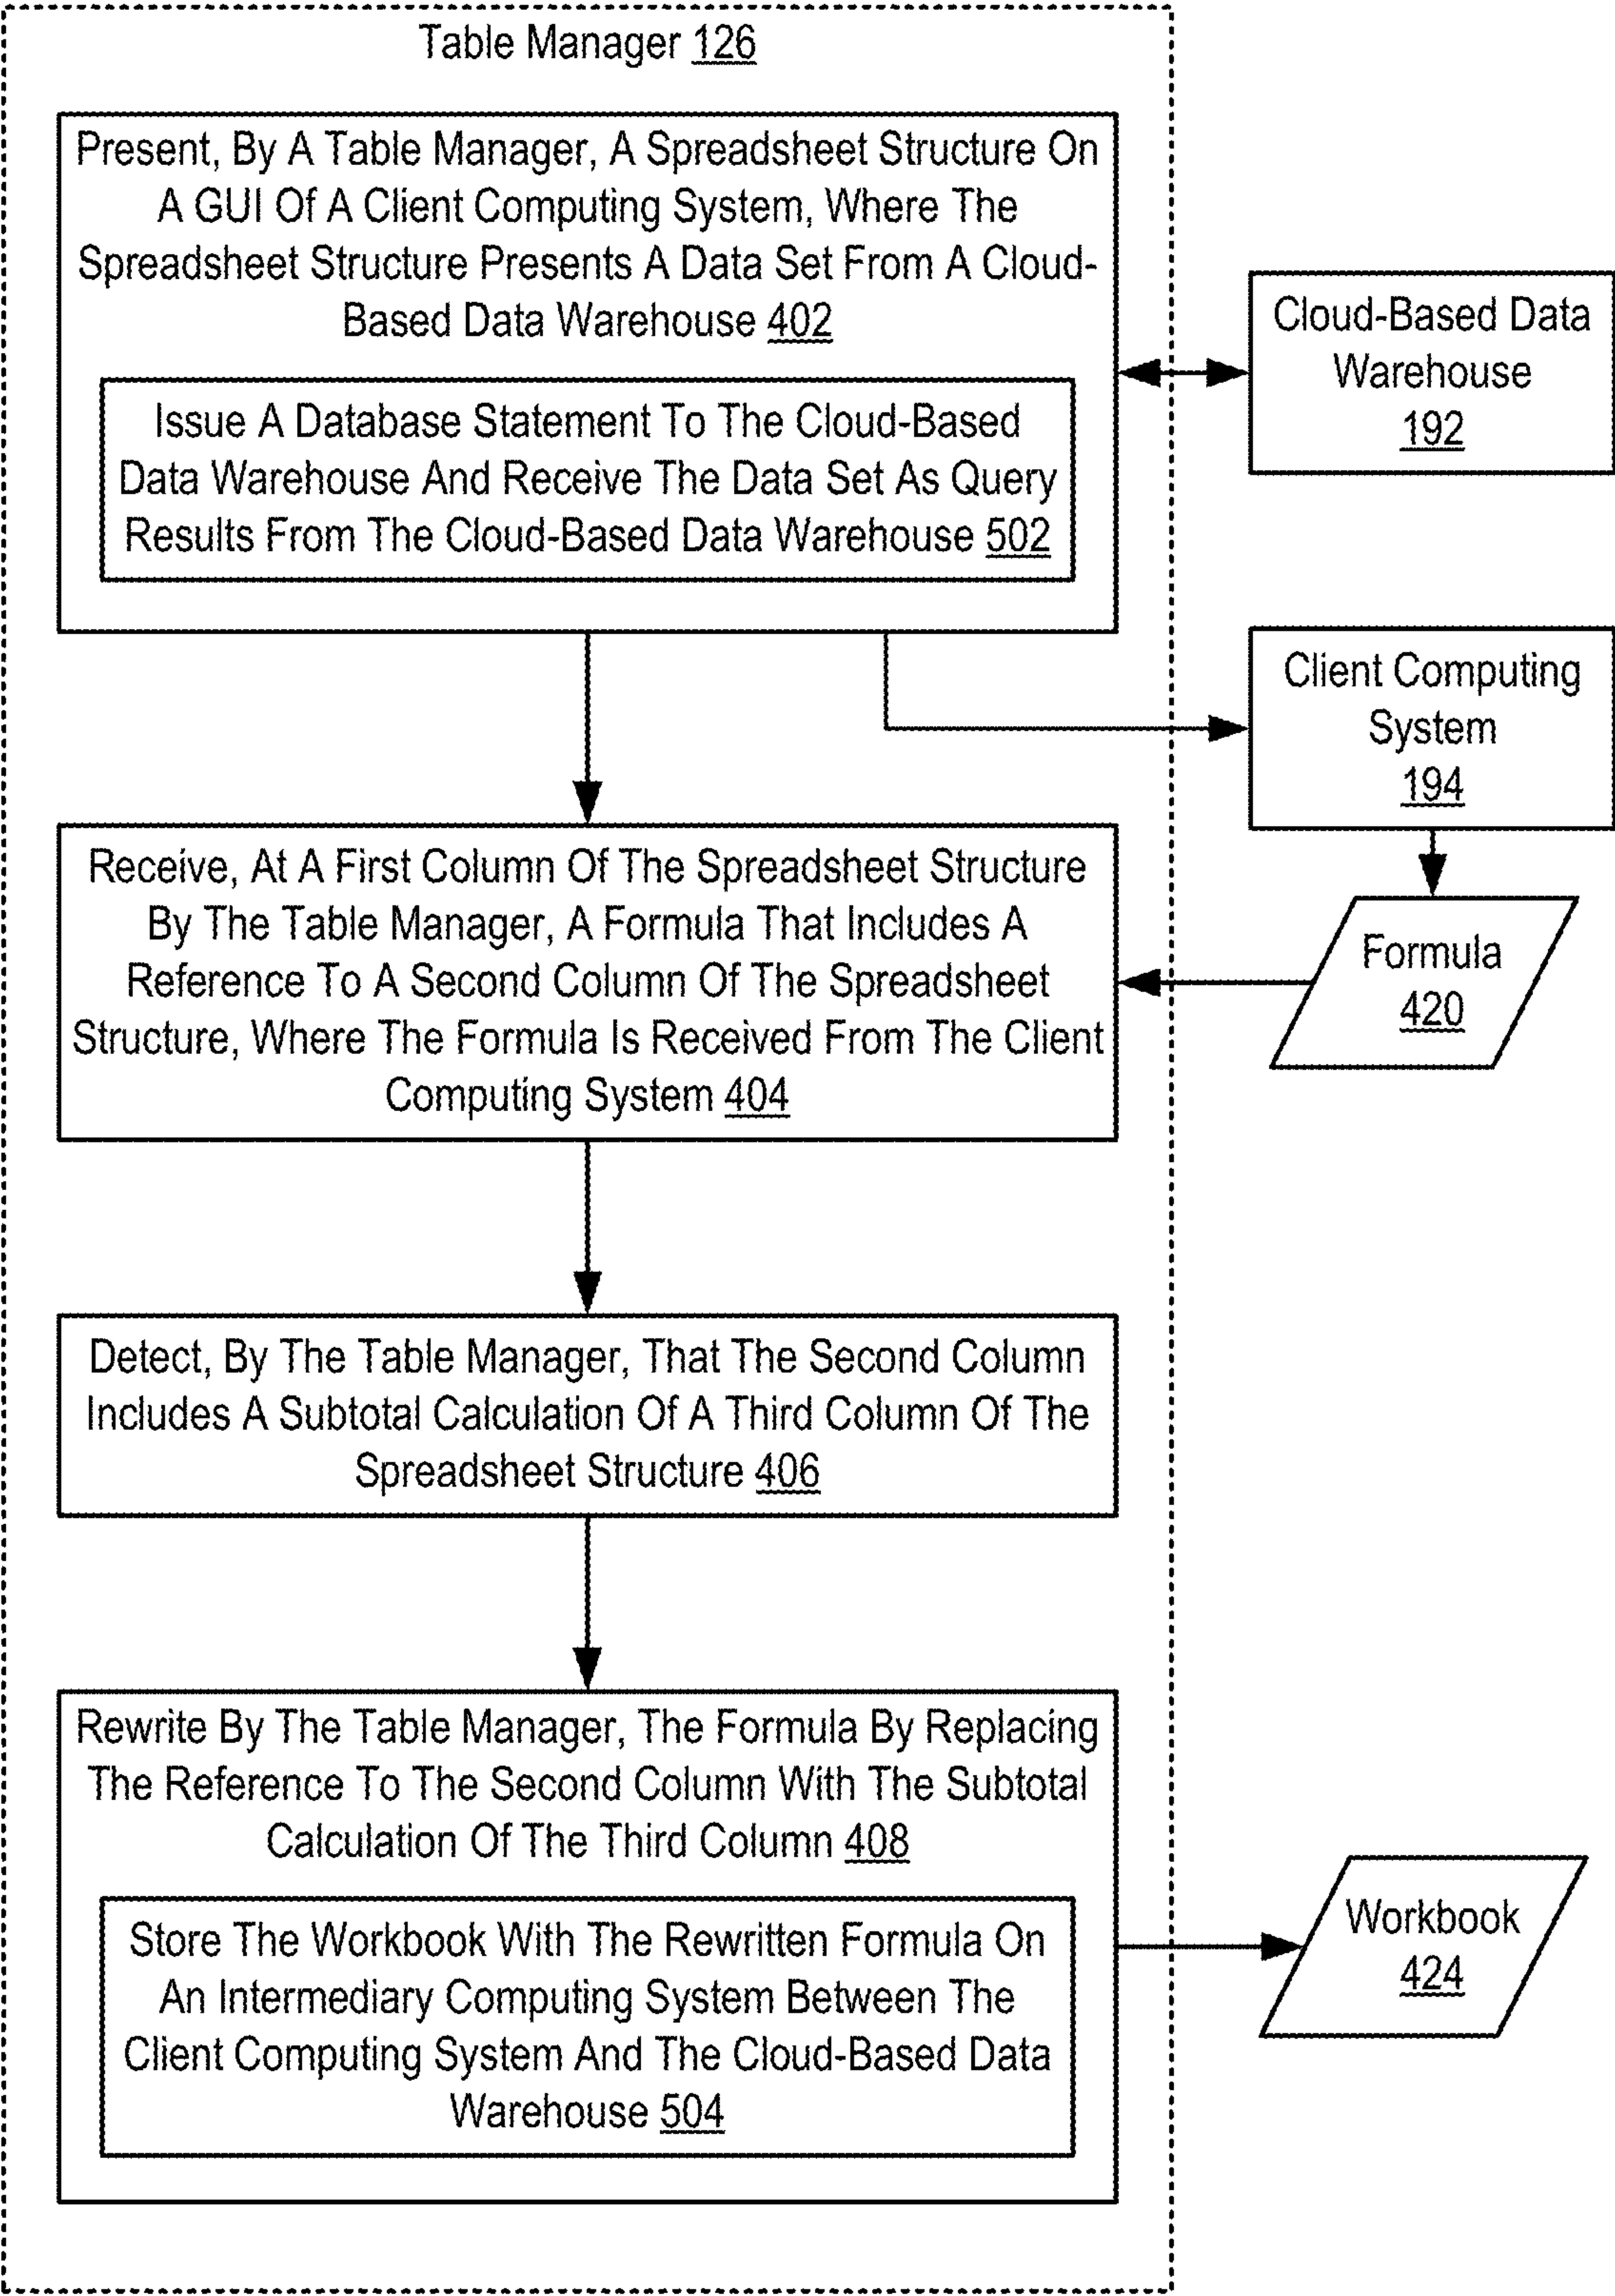 Table Manager 126
Present, By A Table Manager, A Spreadsheet Structure On
A GUI Of A Client Computing System, Where The
Spreadsheet Structure Presents A Data Set From A Cloud-
Based Data Warehouse 402
Issue A Database Statement To The Cloud-Based
Data Warehouse And Receive The Data Set As Query
Results From The Cloud-Based Data Warehouse 502
Cloud-Based Data
Warehouse
192
Client Computing
System
194
Receive, At A First Column Of The Spreadsheet Structure
By The Table Manager, A Formula That Includes A
Reference To A Second Column Of The Spreadsheet
Structure, Where The Formula Is Received From The Client
Computing System 404
Formula
420
Detect, By The Table Manager, That The Second Column
Includes A Subtotal Calculation Of A Third Column Of The
Spreadsheet Structure 406
Rewrite By The Table Manager, The Formula By Replacing
The Reference To The Second Column With The Subtotal
Calculation Of The Third Column 408
Store The Workbook With The Rewritten Formula On
An Intermediary Computing System Between The
Client Computing System And The Cloud-Based Data
Warehouse 504
Workbook
424